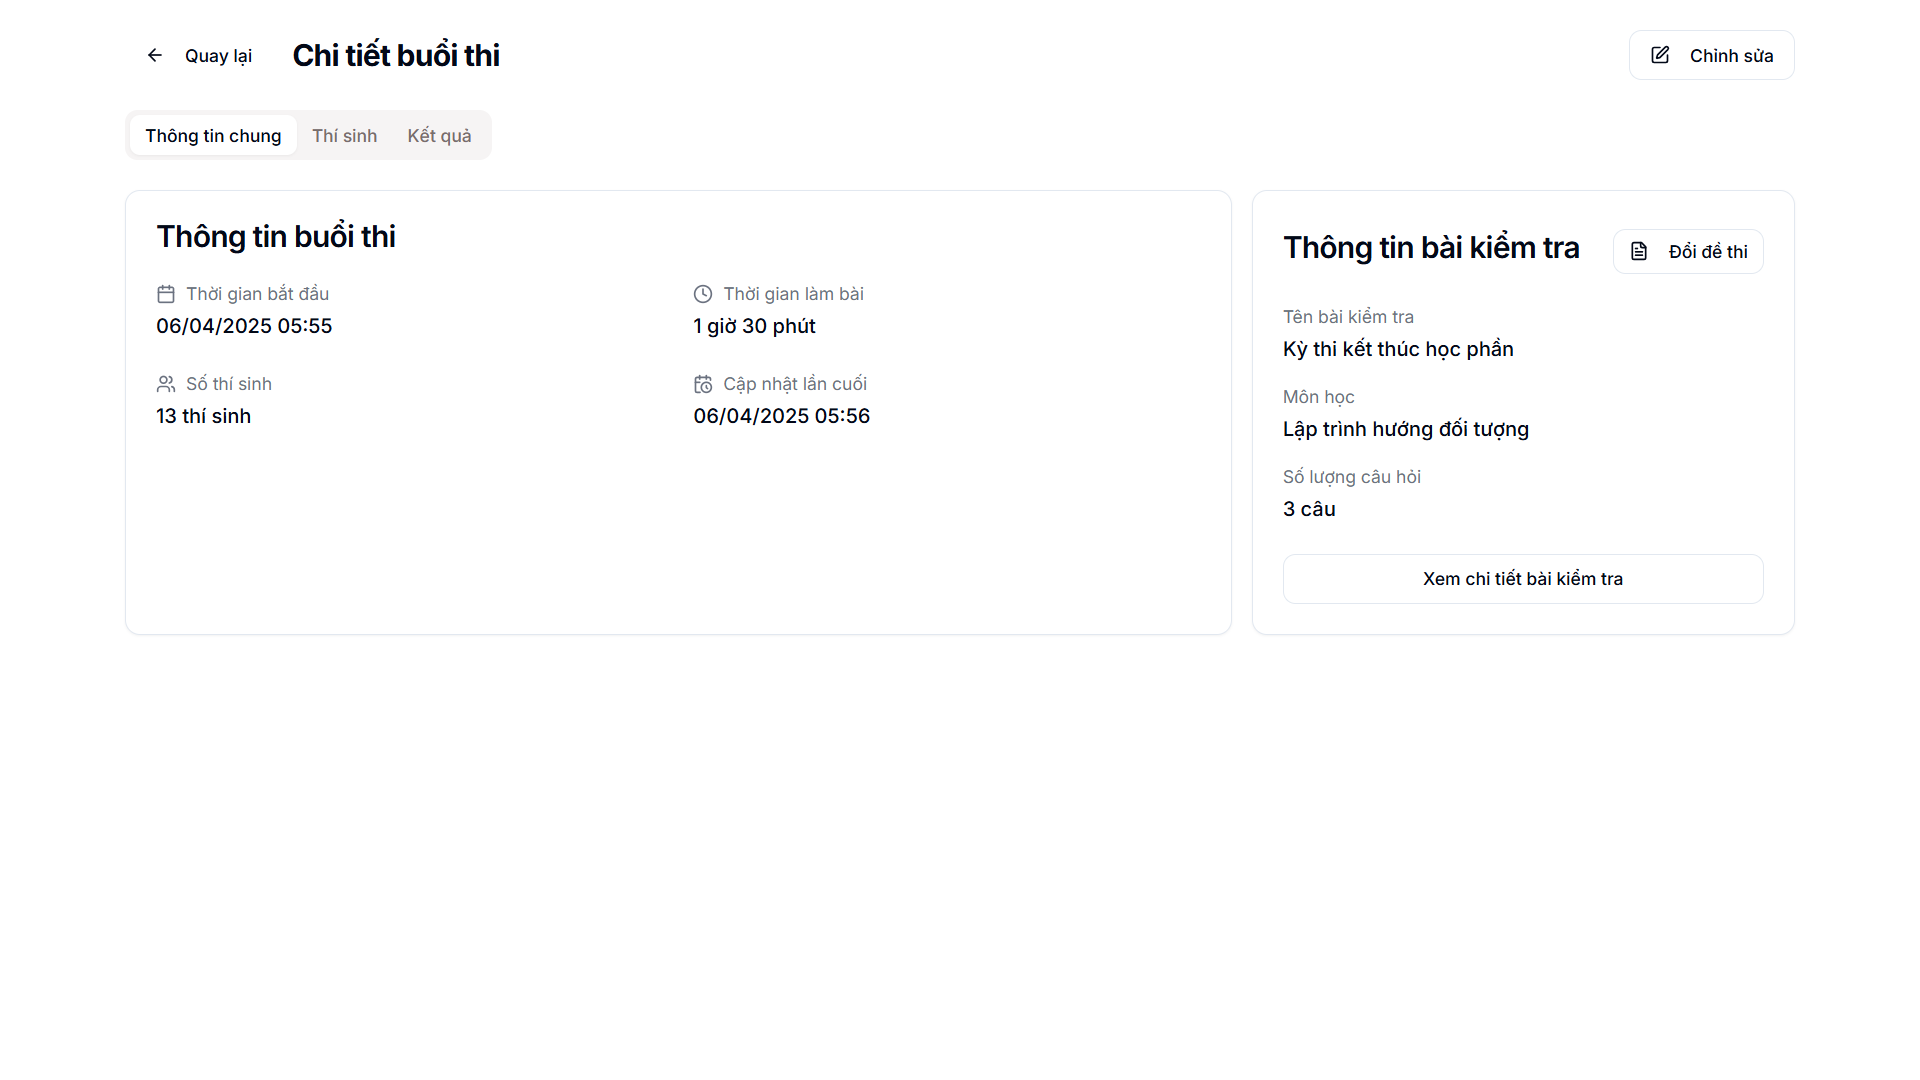 Quay lại
Chi tiết buổi thi
Chỉnh sửa
Thông tin chung
Thí sinh
Kết quả
Thông tin buổi thi
Thời gian bắt đầu
06/04/2025 05:55
Thời gian làm bài
1 giờ 30 phút
Số thí sinh
13 thí sinh
Cập nhật lần cuối
06/04/2025 05:56
Thông tin bài kiểm tra
Đổi đề thi
Tên bài kiểm tra
Kỳ thi kết thúc học phần
Môn học
Lập trình hướng đối tượng
Số lượng câu hỏi
3 câu
Xem chi tiết bài kiểm tra